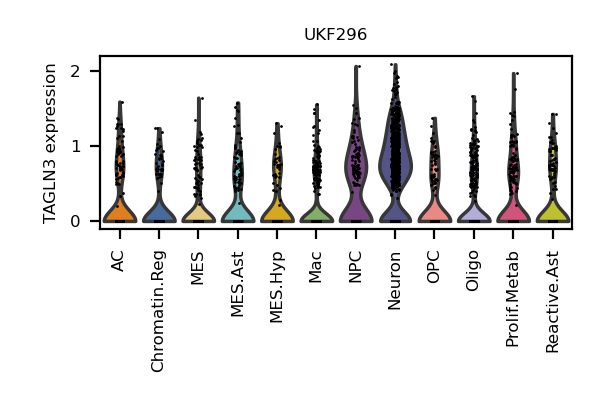 UKF296
TAGLN3 expression
2
1
0
AC
Chromatin.Reg
MES
MES.Ast
MES.Hyp
Mac
NPC
Neuron
OPC
Oligo
Prolif.Metab
Reactive.Ast